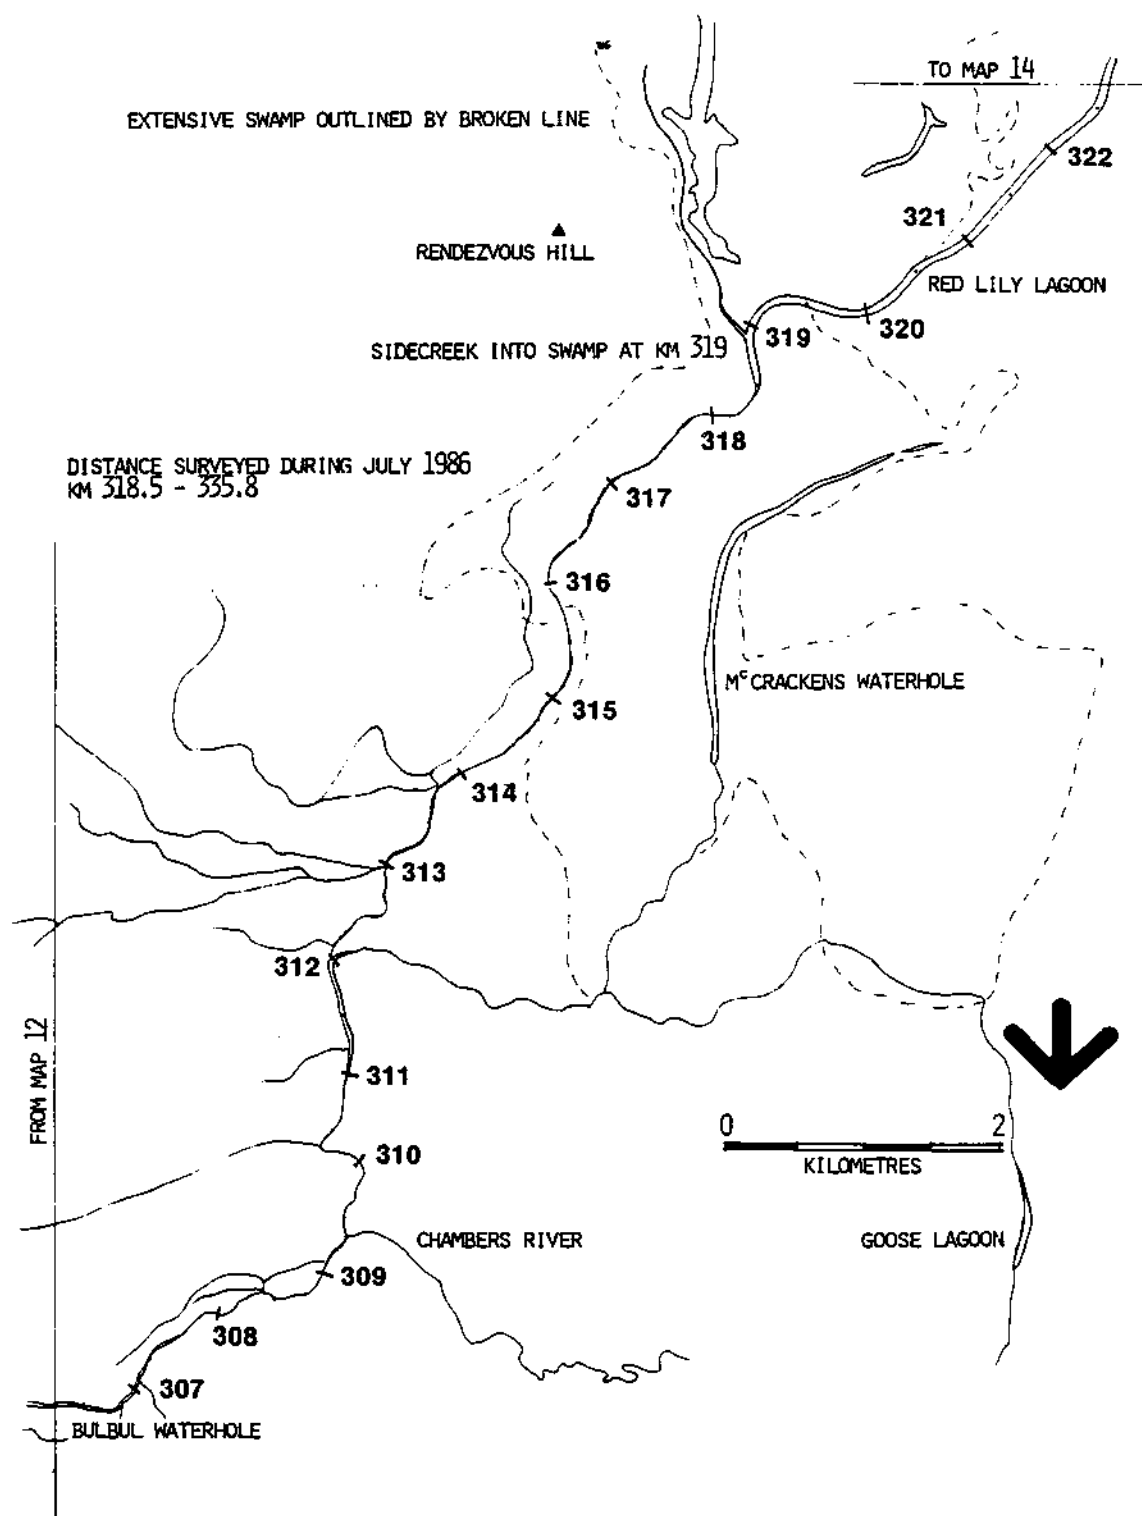 TO MAP 14
EXTENSIVE SWAMP OUTLINED BY BROKEN LINE
322
321
RENDEZVOUS HILL
RED LILY LAGOON
320
319
SIDECREEK INTO SWAMP AT KM 319
318
DISTANCE SURVEYED DURING JULY 1986
KM 318.5 - 335.8
317
316
McCRACKENS WATERHOLE
315
314
313
312
FROM MAP 12
311
0 2
KILOMETRES
310
CHAMBERS RIVER
GOOSE LAGOON
309
308
307
BULBUL WATERHOLE